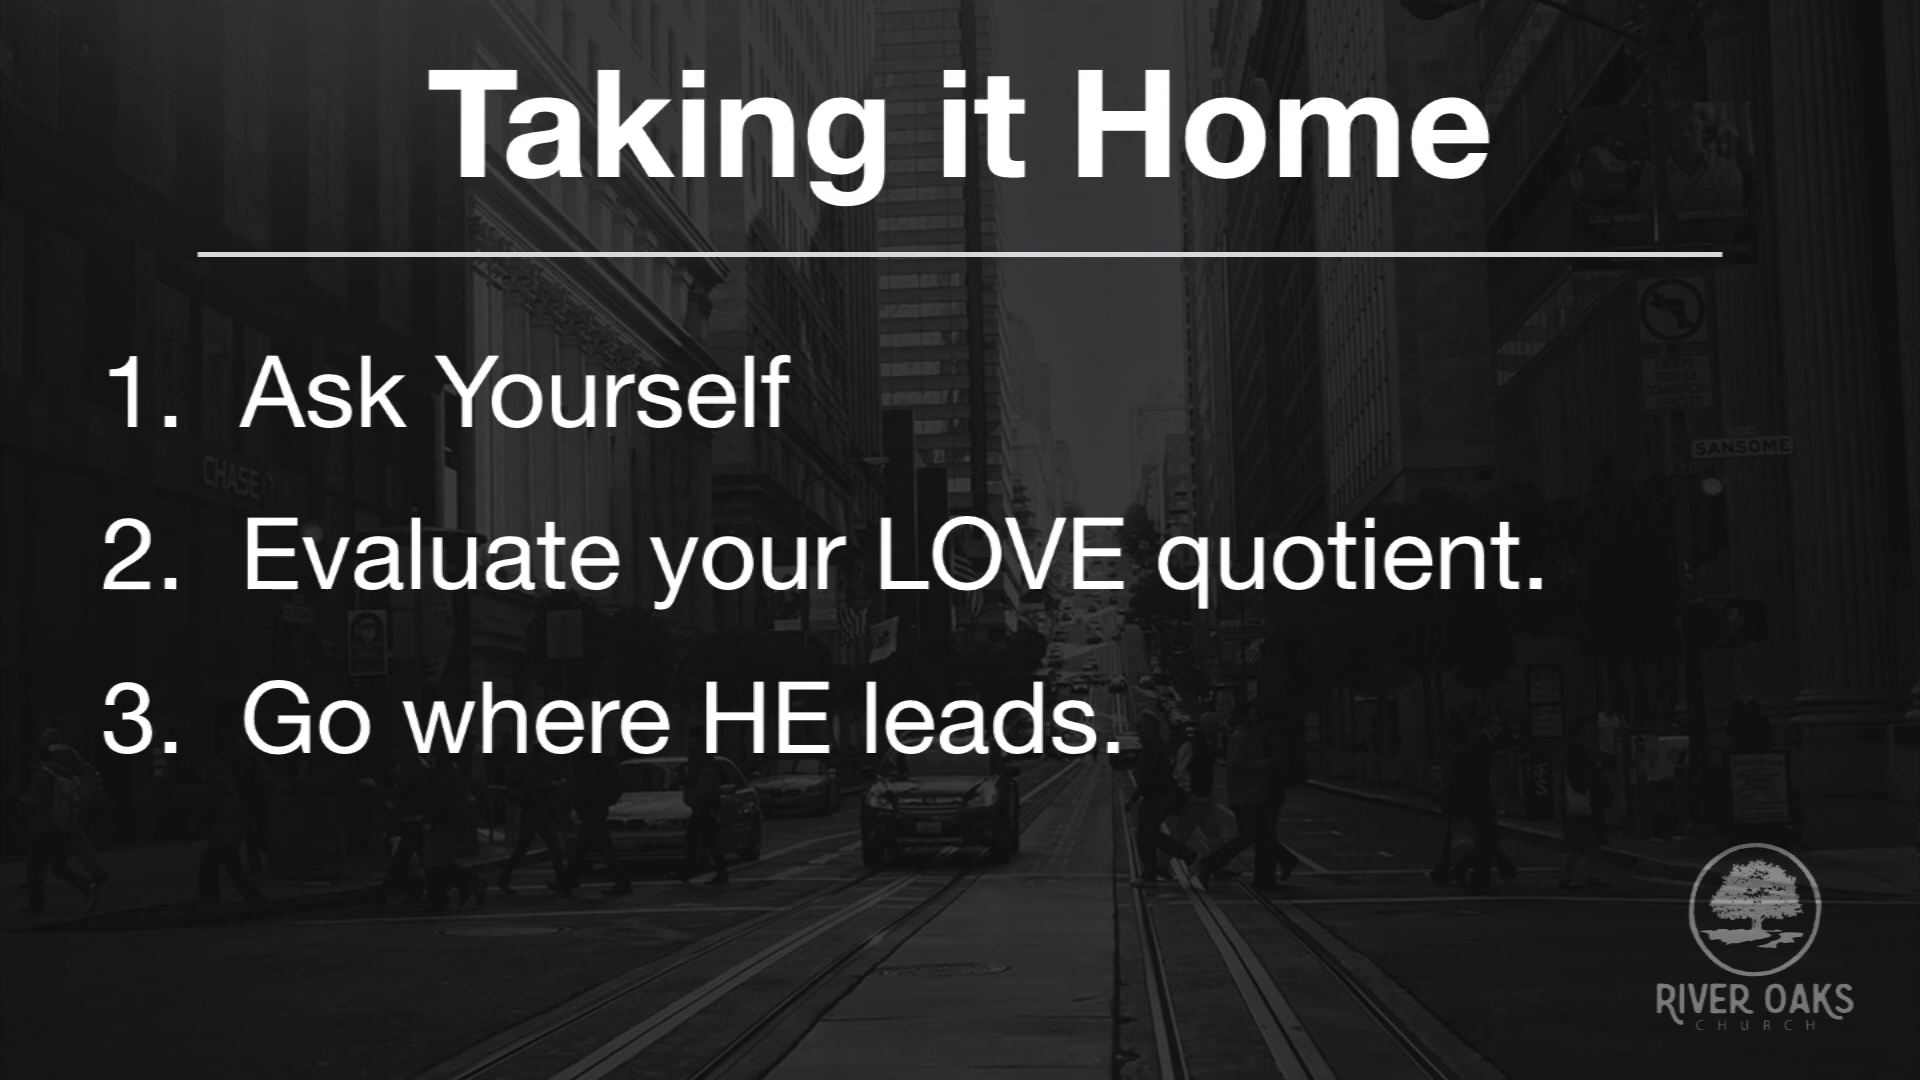 Taking it Home
1. Ask Yourself
2. Evaluate your LOVE quotient.
3. Go where HE leads.
CHASE
SANSOME
RIVER OAKS
CHURCH